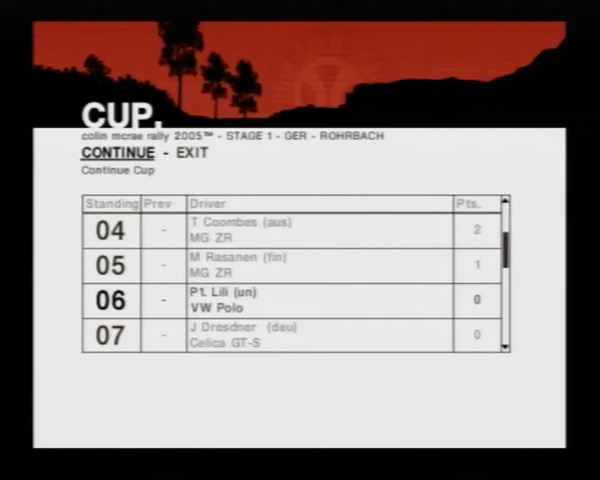 CUP.
colin mcrae rally 2005™ - STAGE 1 - GER - ROHRBACH
CONTINUE - EXIT
Continue Cup
Standing Prev Driver Pts.
04 - T Coombes (aus) 2
MG ZR
05 - M Rasanen (fin) 1
MG ZR
06 - P1. Lili (un) 0
VW Polo
07 - J Dresdner (deu) 0
Celica GT-S